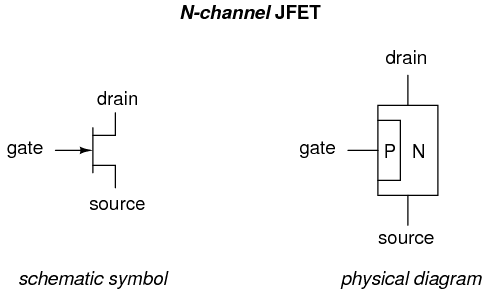 N-channel JFET
drain
gate
source
schematic symbol
drain
gate
P N
source
physical diagram